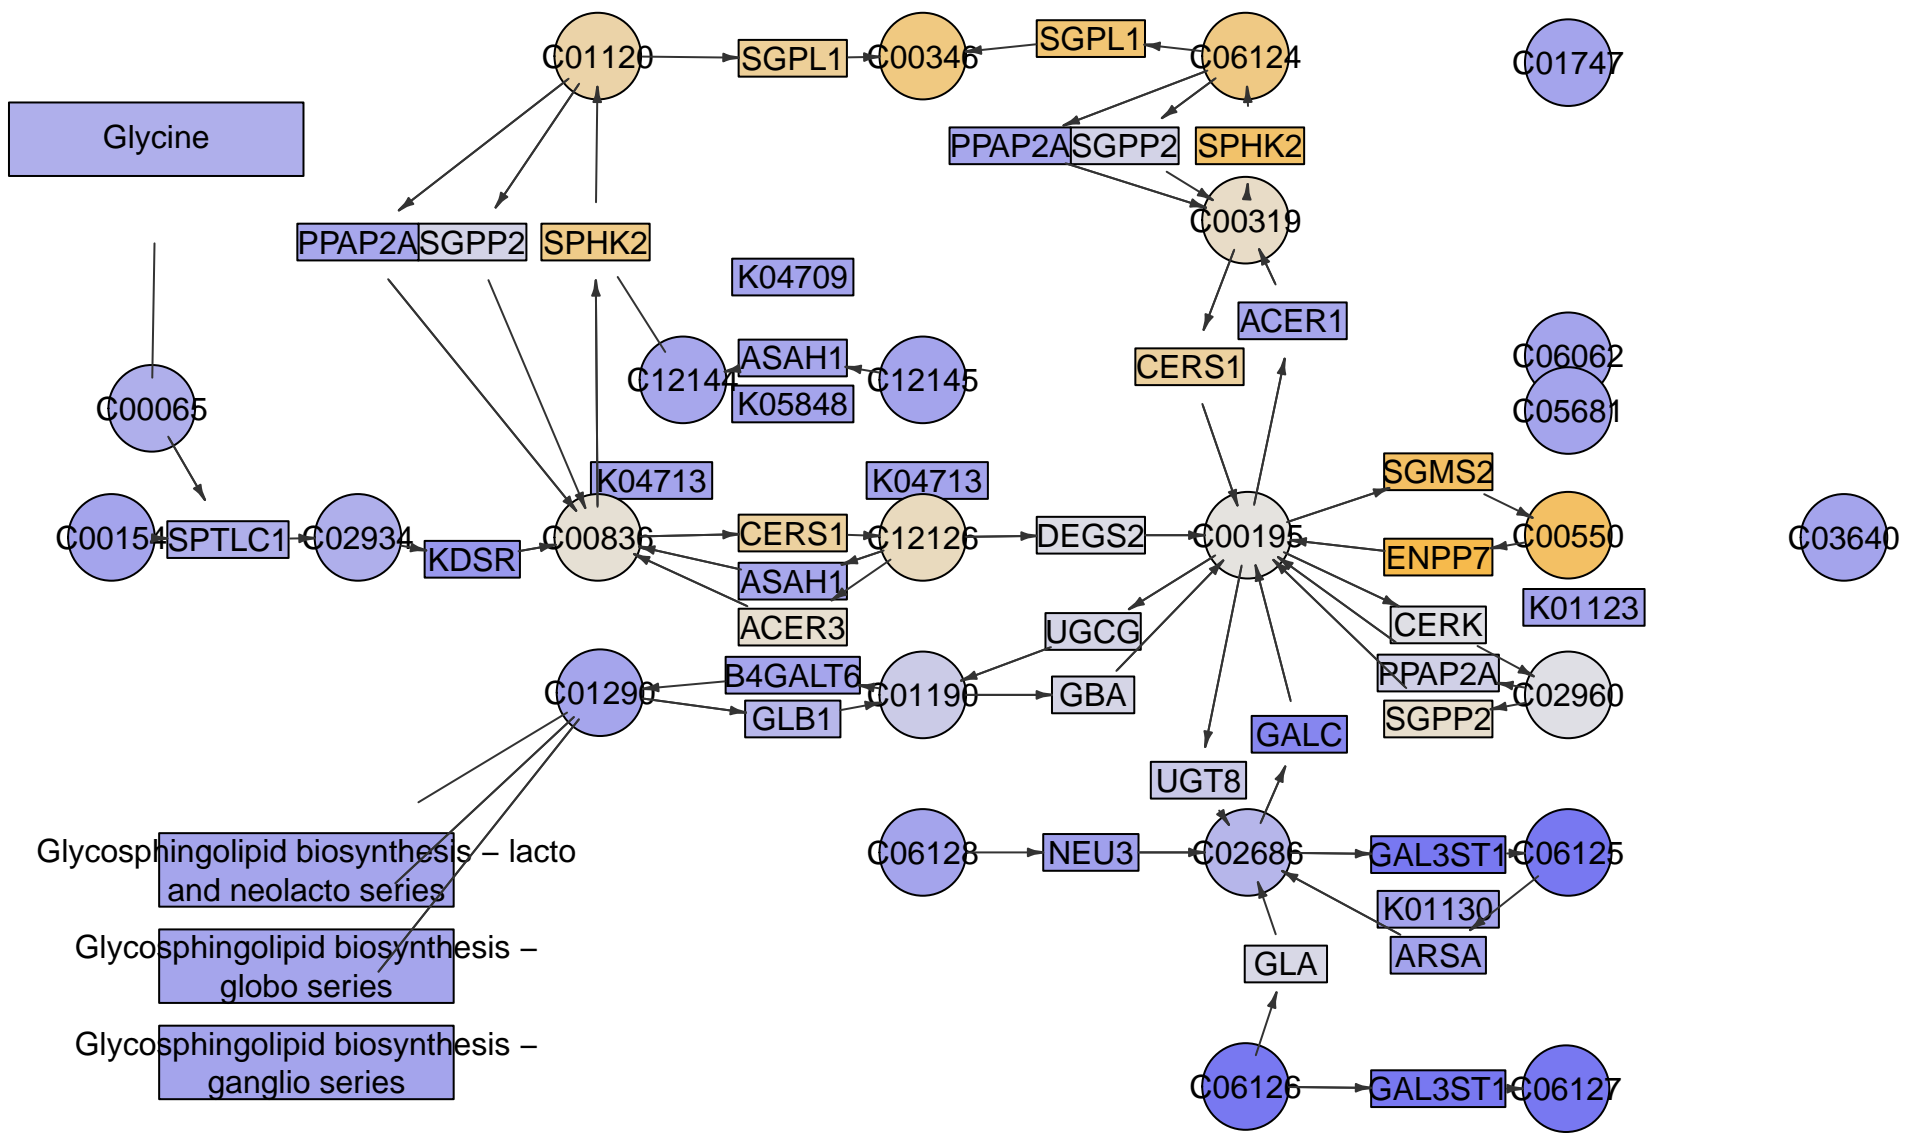 C01120
SGPL1
C00346
SGPL1
C06124
C01747
Glycine
PPAP2A
SGPP2
SPHK2
C00319
PPAP2A
SGPP2
SPHK2
K04709
ACER1
C06062
CERS1
ASAH1
C12144
C12145
K05848
C00065
C05681
SGMS2
K04713
K04713
C00154
SPTLC1
C02934
KDSR
C00836
CERS1
C12126
DEGS2
C00195
C00550
ENPP7
C03640
ASAH1
K01123
ACER3
UGCG
CERK
B4GALT6
PPAP2A
C01290
GLB1
C01190
GBA
C02960
SGPP2
GALC
UGT8
Glycosphingolipid biosynthesis – lacto
and neolacto series
C06128
NEU3
C02686
GAL3ST1
C06125
K01130
Glycosphingolipid biosynthesis –
globo series
GLA
ARSA
Glycosphingolipid biosynthesis –
ganglio series
C06126
GAL3ST1
C06127